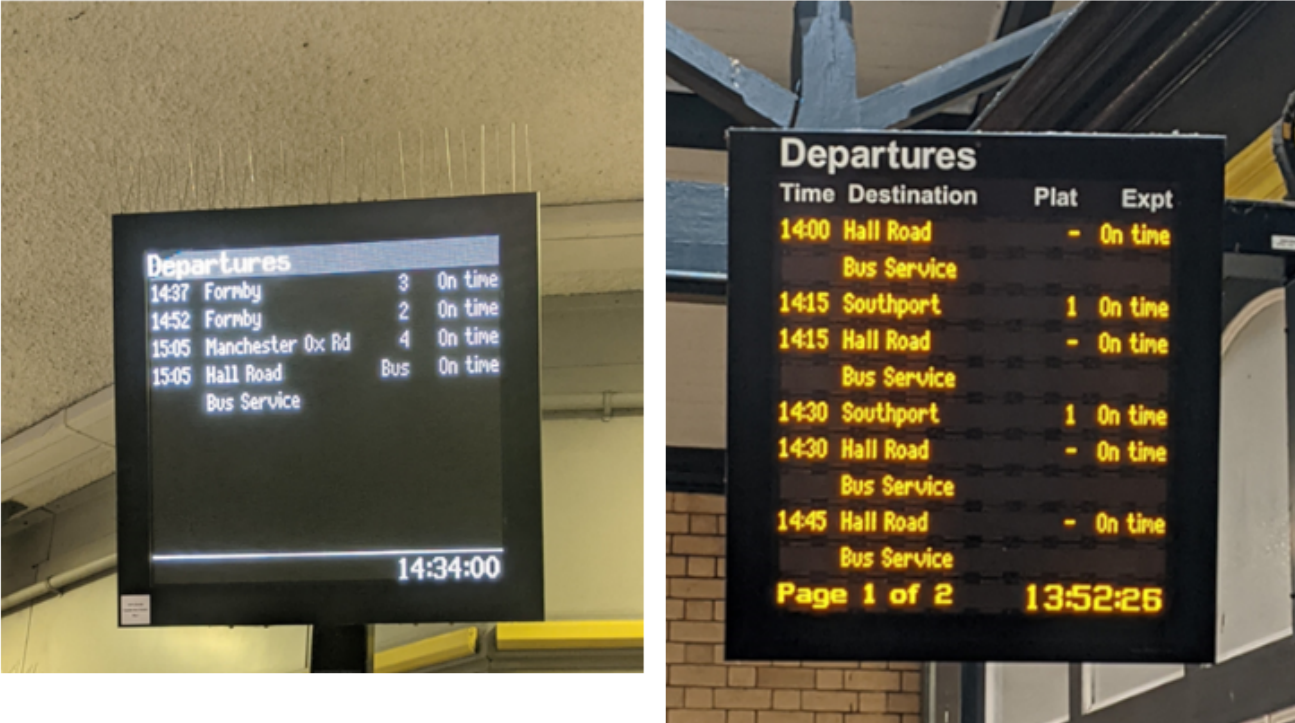 Departures
14:37 Formby 3 On time
14:52 Formby 2 On time
15:05 Manchester Ox Rd 4 On time
15:05 Hall Road Bus On time
Bus Service
14:34:00
Departures
Time Destination Plat Expt
14:00 Hall Road - On time
Bus Service
14:15 Southport 1 On time
14:15 Hall Road - On time
Bus Service
14:30 Southport 1 On time
14:30 Hall Road - On time
Bus Service
14:45 Hall Road - On time
Bus Service
Page 1 of 2 13:52:26